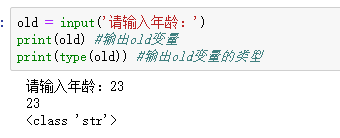 : old = input('请输入年龄：')
print(old) #输出old变量
print(type(old)) #输出old变量的类型
请输入年龄：23
23
<class 'str'>